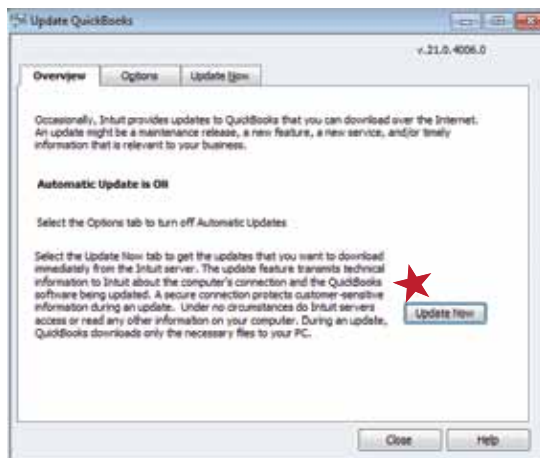 Update QuickBooks
v.21.0.4006.0
Overview Options Update Now
Occasionally, Intuit provides updates to QuickBooks that you can download over the Internet.
An update might be a maintenance release, a new feature, a new service, and/or timely
information that is relevant to your business.
Automatic Update is ON
Select the Options tab to turn off Automatic Updates
Select the Update Now tab to get the updates that you want to download
immediately from the Intuit server. The update feature transmits technical
information to Intuit about the computer's connection and the QuickBooks
software being updated. A secure connection protects customer-sensitive
information during an update. Under no circumstances do Intuit servers
access or read any other information on your computer. During an update,
QuickBooks downloads only the necessary files to your PC.
Update Now
Close Help